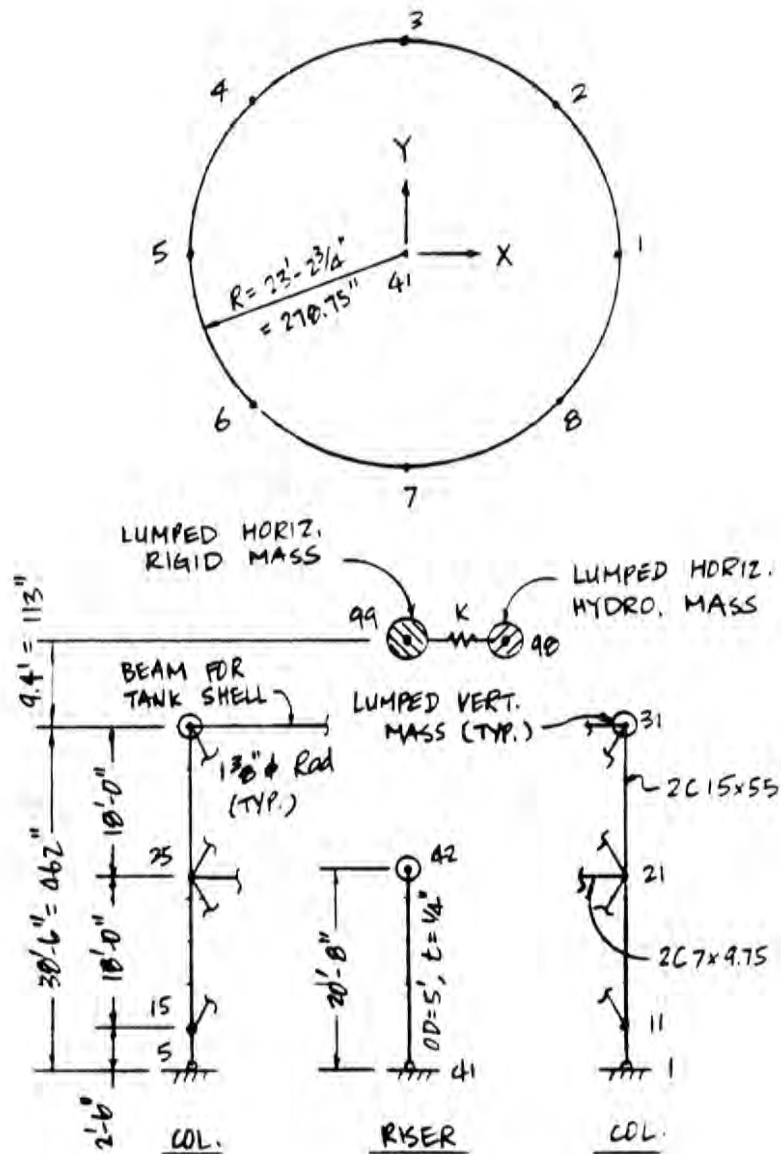 3
4
2
Y
X
5
1
41
R = 23'-2 3/4"
= 278.75"
6
8
7
LUMPED HORIZ.
RIGID MASS
LUMPED HORIZ.
HYDRO. MASS
99
K
98
9.4' = 113"
BEAM FOR
TANK SHELL
LUMPED VERT.
MASS (TYP.)
31
1 3/8" φ Rod
(TYP.)
2C 15x55
18'-0"
38'-6" = 462"
25
42
21
18'-0"
20'-8"
OD=5', t=1/4"
2C 7x9.75
15
11
5
41
1
2'-6"
COL.
RISER
COL.